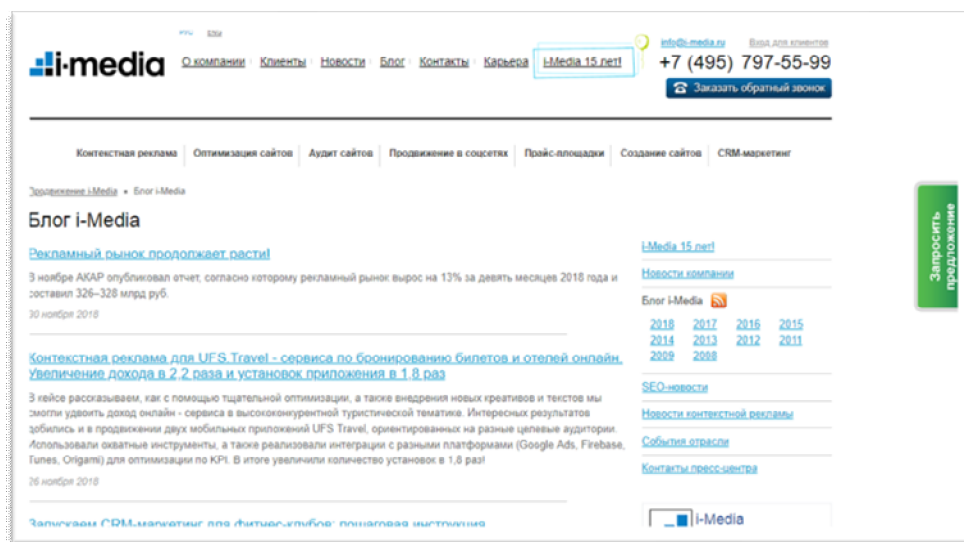 РУС ENG
i-media
О компании Клиенты Новости Блог Контакты Карьера i-Media 15 лет!
info@i-media.ru Вход для клиентов
+7 (495) 797-55-99
Заказать обратный звонок
Контекстная реклама Оптимизация сайтов Аудит сайтов Продвижение в соцсетях Прайс-площадки Создание сайтов CRM-маркетинг
Продвижение i-Media • Блог i-Media
Блог i-Media
Рекламный рынок продолжает расти!
В ноябре АКАР опубликовал отчет, согласно которому рекламный рынок вырос на 13% за девять месяцев 2018 года и
составил 326–328 млрд руб.
30 ноября 2018
Контекстная реклама для UFS.Travel - сервиса по бронированию билетов и отелей онлайн.
Увеличение дохода в 2,2 раза и установок приложения в 1,8 раз
В кейсе рассказываем, как с помощью тщательной оптимизации, а также внедрения новых креативов и текстов мы
смогли удвоить доход онлайн - сервиса в высококонкурентной туристической тематике. Интересных результатов
добились и в продвижении двух мобильных приложений UFS Travel, ориентированных на разные целевые аудитории.
Использовали охватные инструменты, а также реализовали интеграции с разными платформами (Google Ads, Firebase,
iTunes, Origami) для оптимизации по KPI. В итоге увеличили количество установок в 1,8 раз!
26 ноября 2018
Запускаем CRM-маркетинг для фитнес-клубов: пошаговая инструкция
i-Media 15 лет!
Новости компании
Блог i-Media
2018 2017 2016 2015
2014 2013 2012 2011
2009 2008
SEO-новости
Новости контекстной рекламы
События отрасли
Контакты пресс-центра
i-Media
Запросить
предложение